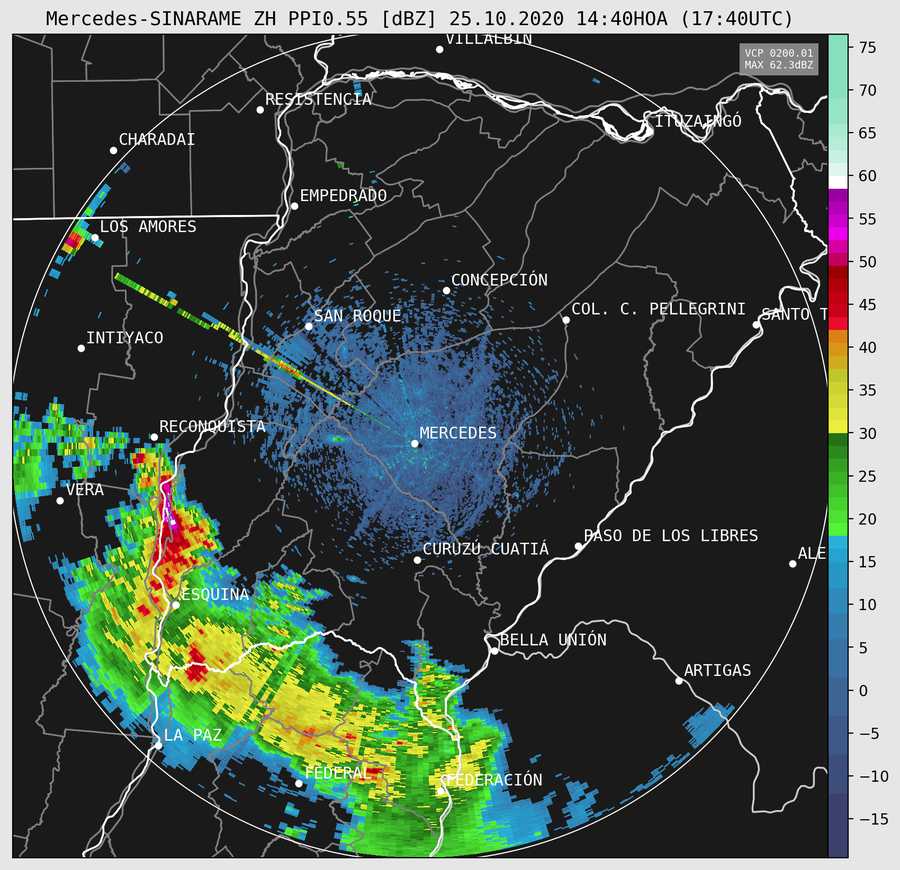 Mercedes-SINARAME ZH PPI0.55 [dBZ] 25.10.2020 14:40HOA (17:40UTC)
VILLALBÍN
VCP 0200.01
MAX 62.3dBZ
RESISTENCIA
ITUZAINGÓ
CHARADAI
EMPEDRADO
LOS AMORES
CONCEPCIÓN
SAN ROQUE
COL. C. PELLEGRINI
SANTO T
INTIYACO
RECONQUISTA
MERCEDES
VERA
CURUZÚ CUATIÁ
PASO DE LOS LIBRES
ALE
ESQUINA
BELLA UNIÓN
ARTIGAS
LA PAZ
FEDERAL
FEDERACIÓN
75
70
65
60
55
50
45
40
35
30
25
20
15
10
5
0
−5
−10
−15